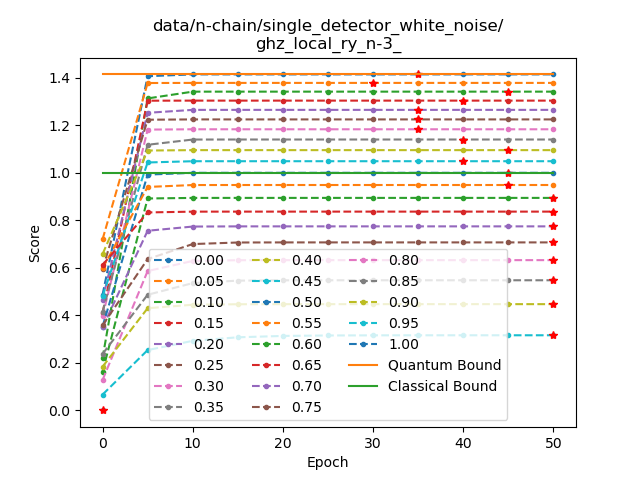 data/n-chain/single_detector_white_noise/
ghz_local_ry_n-3_
Score
1.4
1.2
1.0
0.8
0.6
0.4
0.2
0.0
0.00 0.40 0.80
0.05 0.45 0.85
0.10 0.50 0.90
0.15 0.55 0.95
0.20 0.60 1.00
0.25 0.65 Quantum Bound
0.30 0.70 Classical Bound
0.35 0.75
0 10 20 30 40 50
Epoch